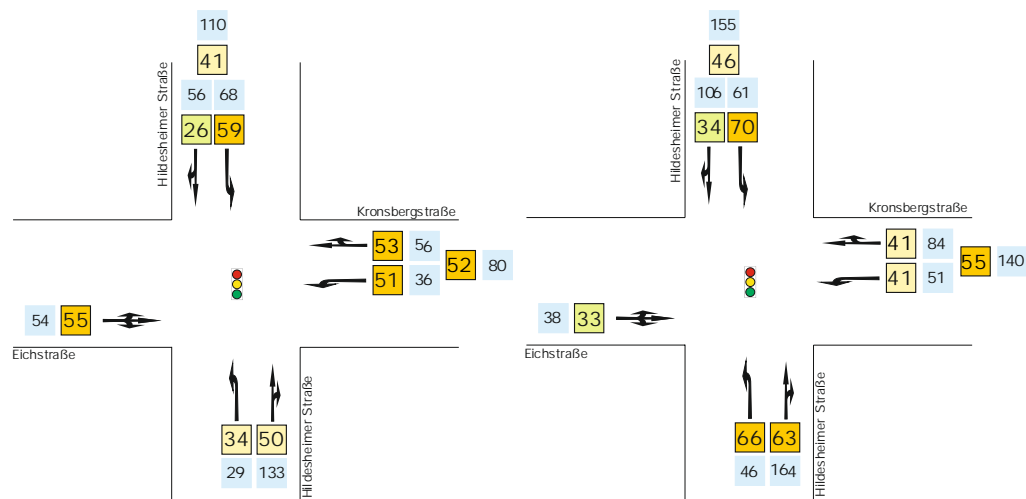 110
41
56 68
26 59
Hildesheimer Straße
Kronsbergstraße
53 56
52 80
51 36
54 55
Eichstraße
34 50
29 133
Hildesheimer Straße
155
46
106 61
34 70
Hildesheimer Straße
Kronsbergstraße
41 84
55 140
41 51
38 33
Eichstraße
66 63
46 164
Hildesheimer Straße